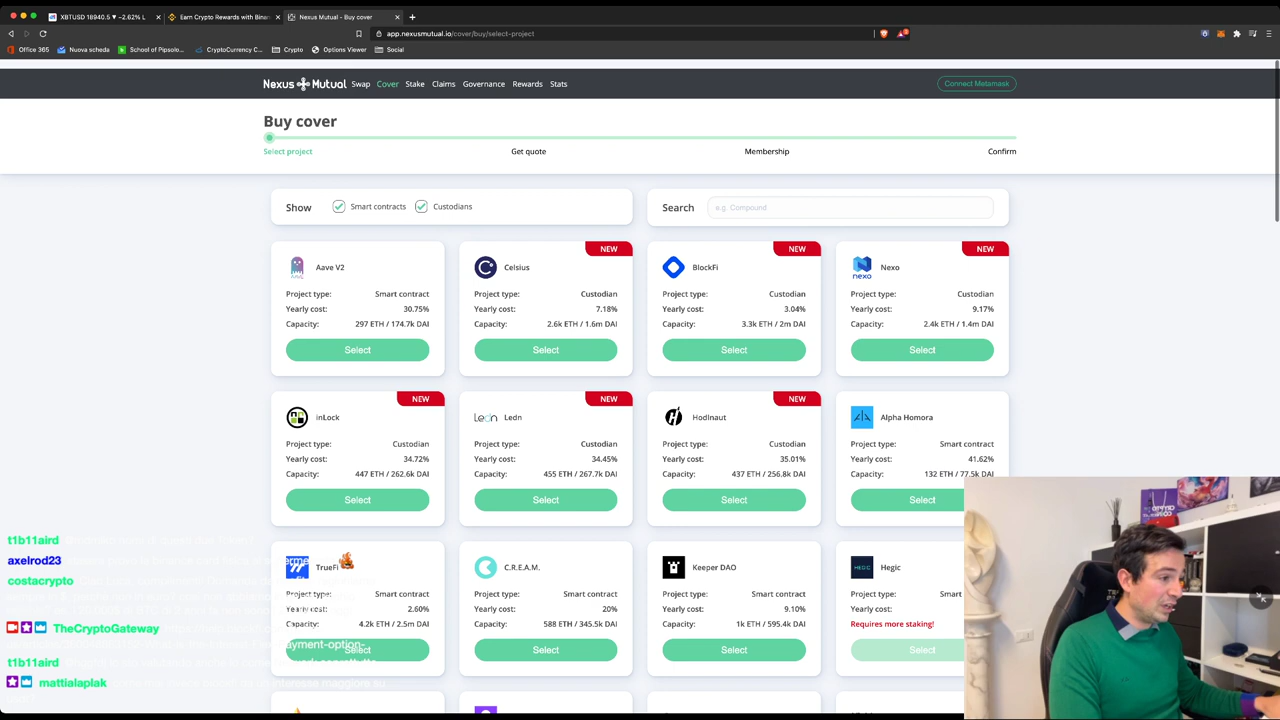 XBTUSD 18940.5 ▼ −2.62% L
Earn Crypto Rewards with Binan
Nexus Mutual - Buy cover
app.nexusmutual.io/cover/buy/select-project
Office 365 Nuova scheda School of Pipsolo... CryptoCurrency C... Crypto Options Viewer Social
Nexus Mutual Swap Cover Stake Claims Governance Rewards Stats Connect Metamask
Buy cover
Select project Get quote Membership Confirm
Show Smart contracts Custodians Search e.g. Compound
NEW NEW NEW
Aave V2 Celsius BlockFi Nexo
Project type: Smart contract Project type: Custodian Project type: Custodian Project type: Custodian
Yearly cost: 30.75% Yearly cost: 7.18% Yearly cost: 3.04% Yearly cost: 9.17%
Capacity: 297 ETH / 174.7k DAI Capacity: 2.6k ETH / 1.6m DAI Capacity: 3.3k ETH / 2m DAI Capacity: 2.4k ETH / 1.4m DAI
Select Select Select Select
NEW NEW NEW
inLock Ledn Ledn Hodlnaut Alpha Homora
Project type: Custodian Project type: Custodian Project type: Custodian Project type: Smart contract
Yearly cost: 34.72% Yearly cost: 34.45% Yearly cost: 35.01% Yearly cost: 41.62%
Capacity: 447 ETH / 262.6k DAI Capacity: 455 ETH / 267.7k DAI Capacity: 437 ETH / 256.8k DAI Capacity: 132 ETH / 77.5k DAI
Select Select Select Select
t1b11aird
axelrod23
TrueFi C.R.E.A.M. Keeper DAO HEGIC Hegic
costacrypto
Project type: Smart contract Project type: Smart contract Project type: Smart contract Project type: Sm
Yearly cost: 2.60% Yearly cost: 20% Yearly cost: 9.10% Yearly cost:
Capacity: 4.2k ETH / 2.5m DAI Capacity: 588 ETH / 345.5k DAI Capacity: 1k ETH / 595.4k DAI Requires more staking!
TheCryptoGateway
ayment-option-
Select Select Select Select
t1b11aird
mattialaplak